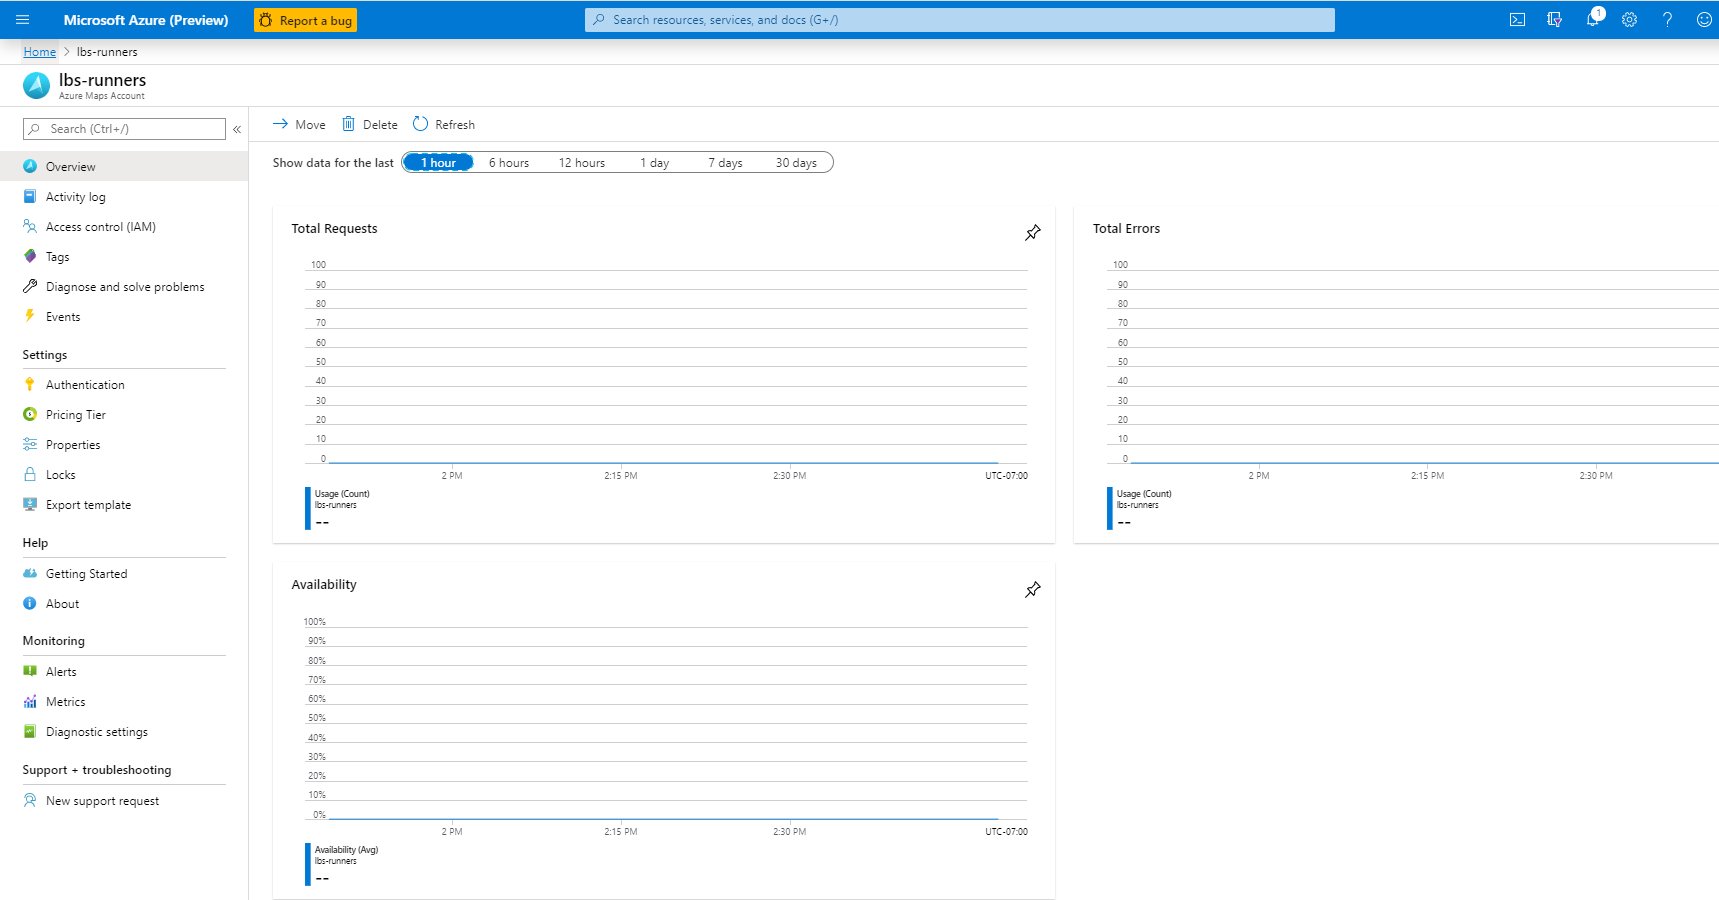 Microsoft Azure (Preview)
Report a bug
Search resources, services, and docs (G+/)
1
Home > lbs-runners
lbs-runners
Azure Maps Account
Search (Ctrl+/)
«
Overview
Activity log
Access control (IAM)
Tags
Diagnose and solve problems
Events
Settings
Authentication
Pricing Tier
Properties
Locks
Export template
Help
Getting Started
About
Monitoring
Alerts
Metrics
Diagnostic settings
Support + troubleshooting
New support request
Move Delete Refresh
Show data for the last 1 hour 6 hours 12 hours 1 day 7 days 30 days
Total Requests
100
90
80
70
60
50
40
30
20
10
0
2 PM 2:15 PM 2:30 PM UTC-07:00
Usage (Count)
lbs-runners
--
Total Errors
100
90
80
70
60
50
40
30
20
10
0
2 PM 2:15 PM 2:30 PM
Usage (Count)
lbs-runners
--
Availability
100%
90%
80%
70%
60%
50%
40%
30%
20%
10%
0%
2 PM 2:15 PM 2:30 PM UTC-07:00
Availability (Avg)
lbs-runners
--